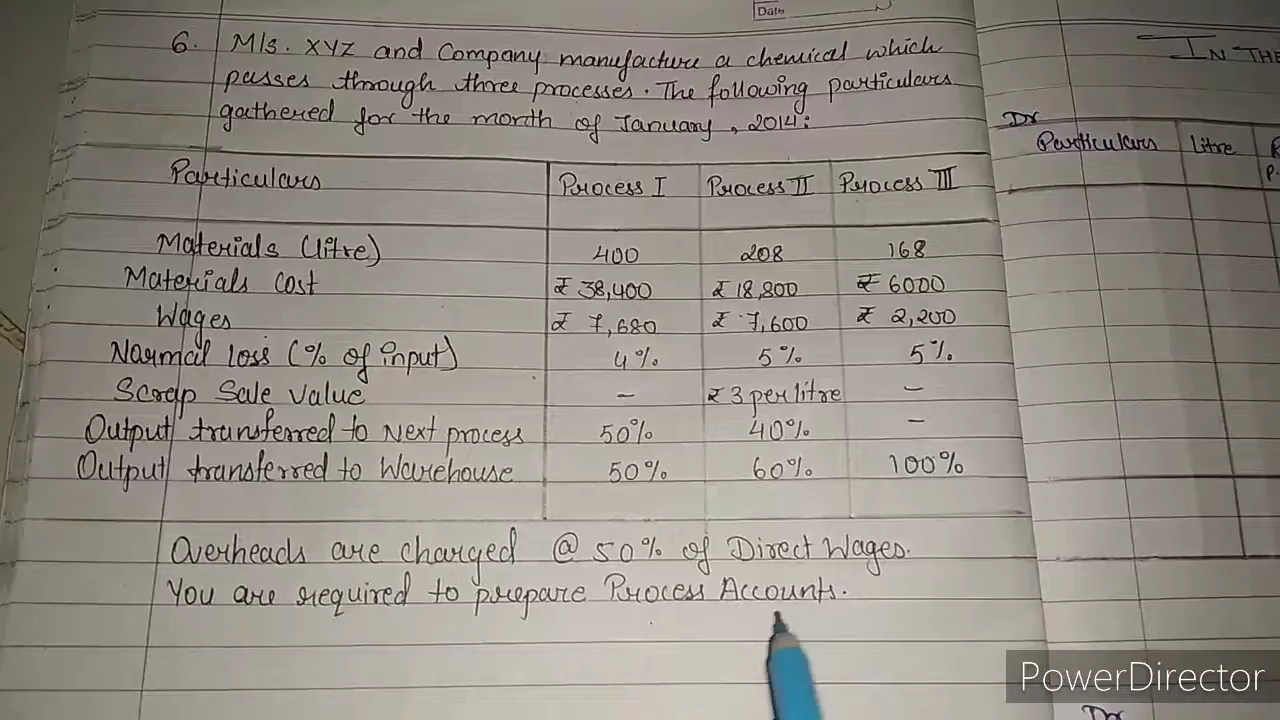 Date
6. M/s. XYZ and Company manufacture a chemical which
passes through three processes. The following particulars
gathered for the month of January, 2014:
Particulars Process I Process II Process III
Materials (litre) 400 208 168
Materials Cost ₹ 38,400 ₹ 18,800 ₹ 6000
Wages ₹ 7,680 ₹ 7,600 ₹ 2,200
Normal loss (% of input) 4% 5% 5%
Scrap Sale value - ₹ 3 per litre -
Output transferred to Next process 50% 40% -
Output transferred to Warehouse 50% 60% 100%
Overheads are charged @ 50% of Direct Wages.
You are required to prepare Process Accounts.
IN THE
Dr
Particulars Litre
Dr
PowerDirector